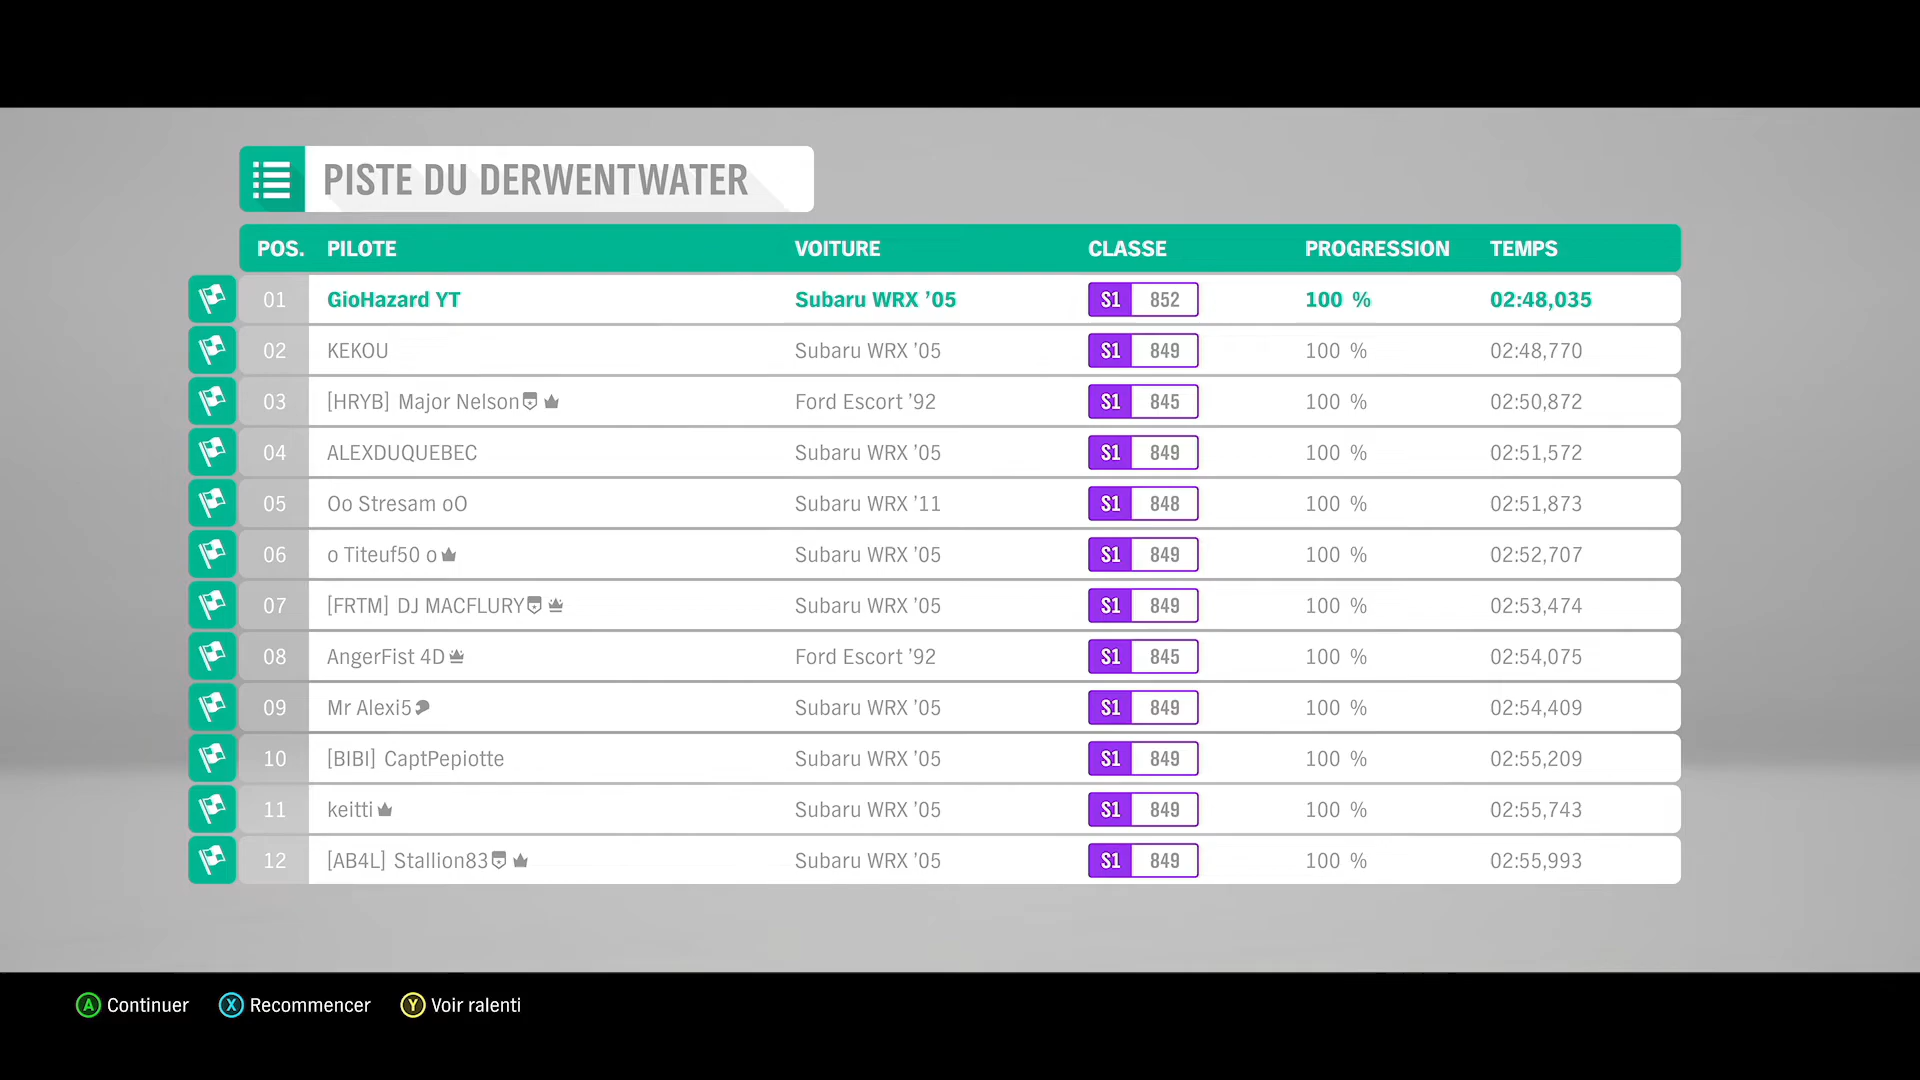 PISTE DU DERWENTWATER
POS. PILOTE VOITURE CLASSE PROGRESSION TEMPS
01 GioHazard YT Subaru WRX ’05 S1 852 100 % 02:48,035
02 KEKOU Subaru WRX ’05 S1 849 100 % 02:48,770
03 [HRYB] Major Nelson Ford Escort ’92 S1 845 100 % 02:50,872
04 ALEXDUQUEBEC Subaru WRX ’05 S1 849 100 % 02:51,572
05 Oo Stresam oO Subaru WRX ’11 S1 848 100 % 02:51,873
06 o Titeuf50 o Subaru WRX ’05 S1 849 100 % 02:52,707
07 [FRTM] DJ MACFLURY Subaru WRX ’05 S1 849 100 % 02:53,474
08 AngerFist 4D Ford Escort ’92 S1 845 100 % 02:54,075
09 Mr Alexi5 Subaru WRX ’05 S1 849 100 % 02:54,409
10 [BIBI] CaptPepiotte Subaru WRX ’05 S1 849 100 % 02:55,209
11 keitti Subaru WRX ’05 S1 849 100 % 02:55,743
12 [AB4L] Stallion83 Subaru WRX ’05 S1 849 100 % 02:55,993
A Continuer X Recommencer Y Voir ralenti